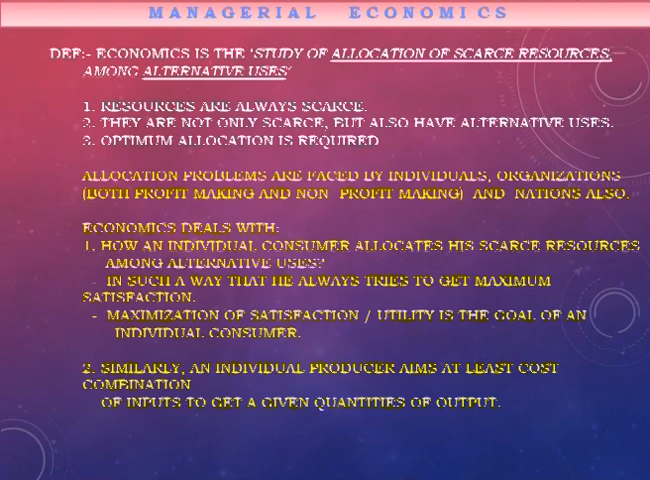 MANAGERIAL ECONOMICS
DEF:- ECONOMICS IS THE 'STUDY OF ALLOCATION OF SCARCE RESOURCES,
AMONG ALTERNATIVE USES'
1. RESOURCES ARE ALWAYS SCARCE.
2. THEY ARE NOT ONLY SCARCE, BUT ALSO HAVE ALTERNATIVE USES.
3. OPTIMUM ALLOCATION IS REQUIRED
ALLOCATION PROBLEMS ARE FACED BY INDIVIDUALS, ORGANIZATIONS
(BOTH PROFIT MAKING AND NON PROFIT MAKING) AND NATIONS ALSO.
ECONOMICS DEALS WITH:
1. HOW AN INDIVIDUAL CONSUMER ALLOCATES HIS SCARCE RESOURCES
AMONG ALTERNATIVE USES?
- IN SUCH A WAY THAT HE ALWAYS TRIES TO GET MAXIMUM
SATISFACTION.
- MAXIMIZATION OF SATISFACTION / UTILITY IS THE GOAL OF AN
INDIVIDUAL CONSUMER.
2. SIMILARLY, AN INDIVIDUAL PRODUCER AIMS AT LEAST COST
COMBINATION
OF INPUTS TO GET A GIVEN QUANTITIES OF OUTPUT.